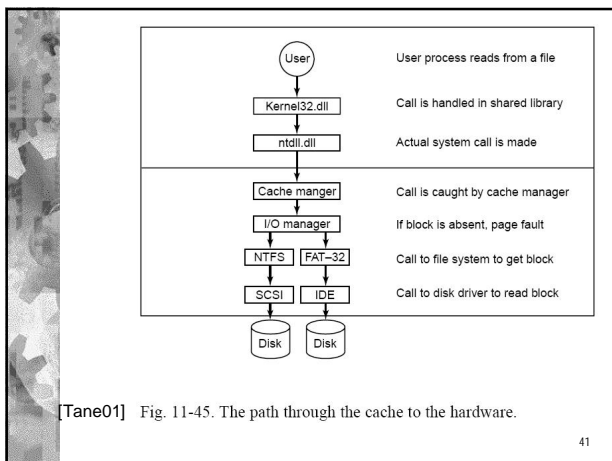 User User process reads from a file
Kernel32.dll Call is handled in shared library
ntdll.dll Actual system call is made
Cache manger Call is caught by cache manager
I/O manager If block is absent, page fault
NTFS FAT–32 Call to file system to get block
SCSI IDE Call to disk driver to read block
Disk Disk
[Tane01] Fig. 11-45. The path through the cache to the hardware.
41